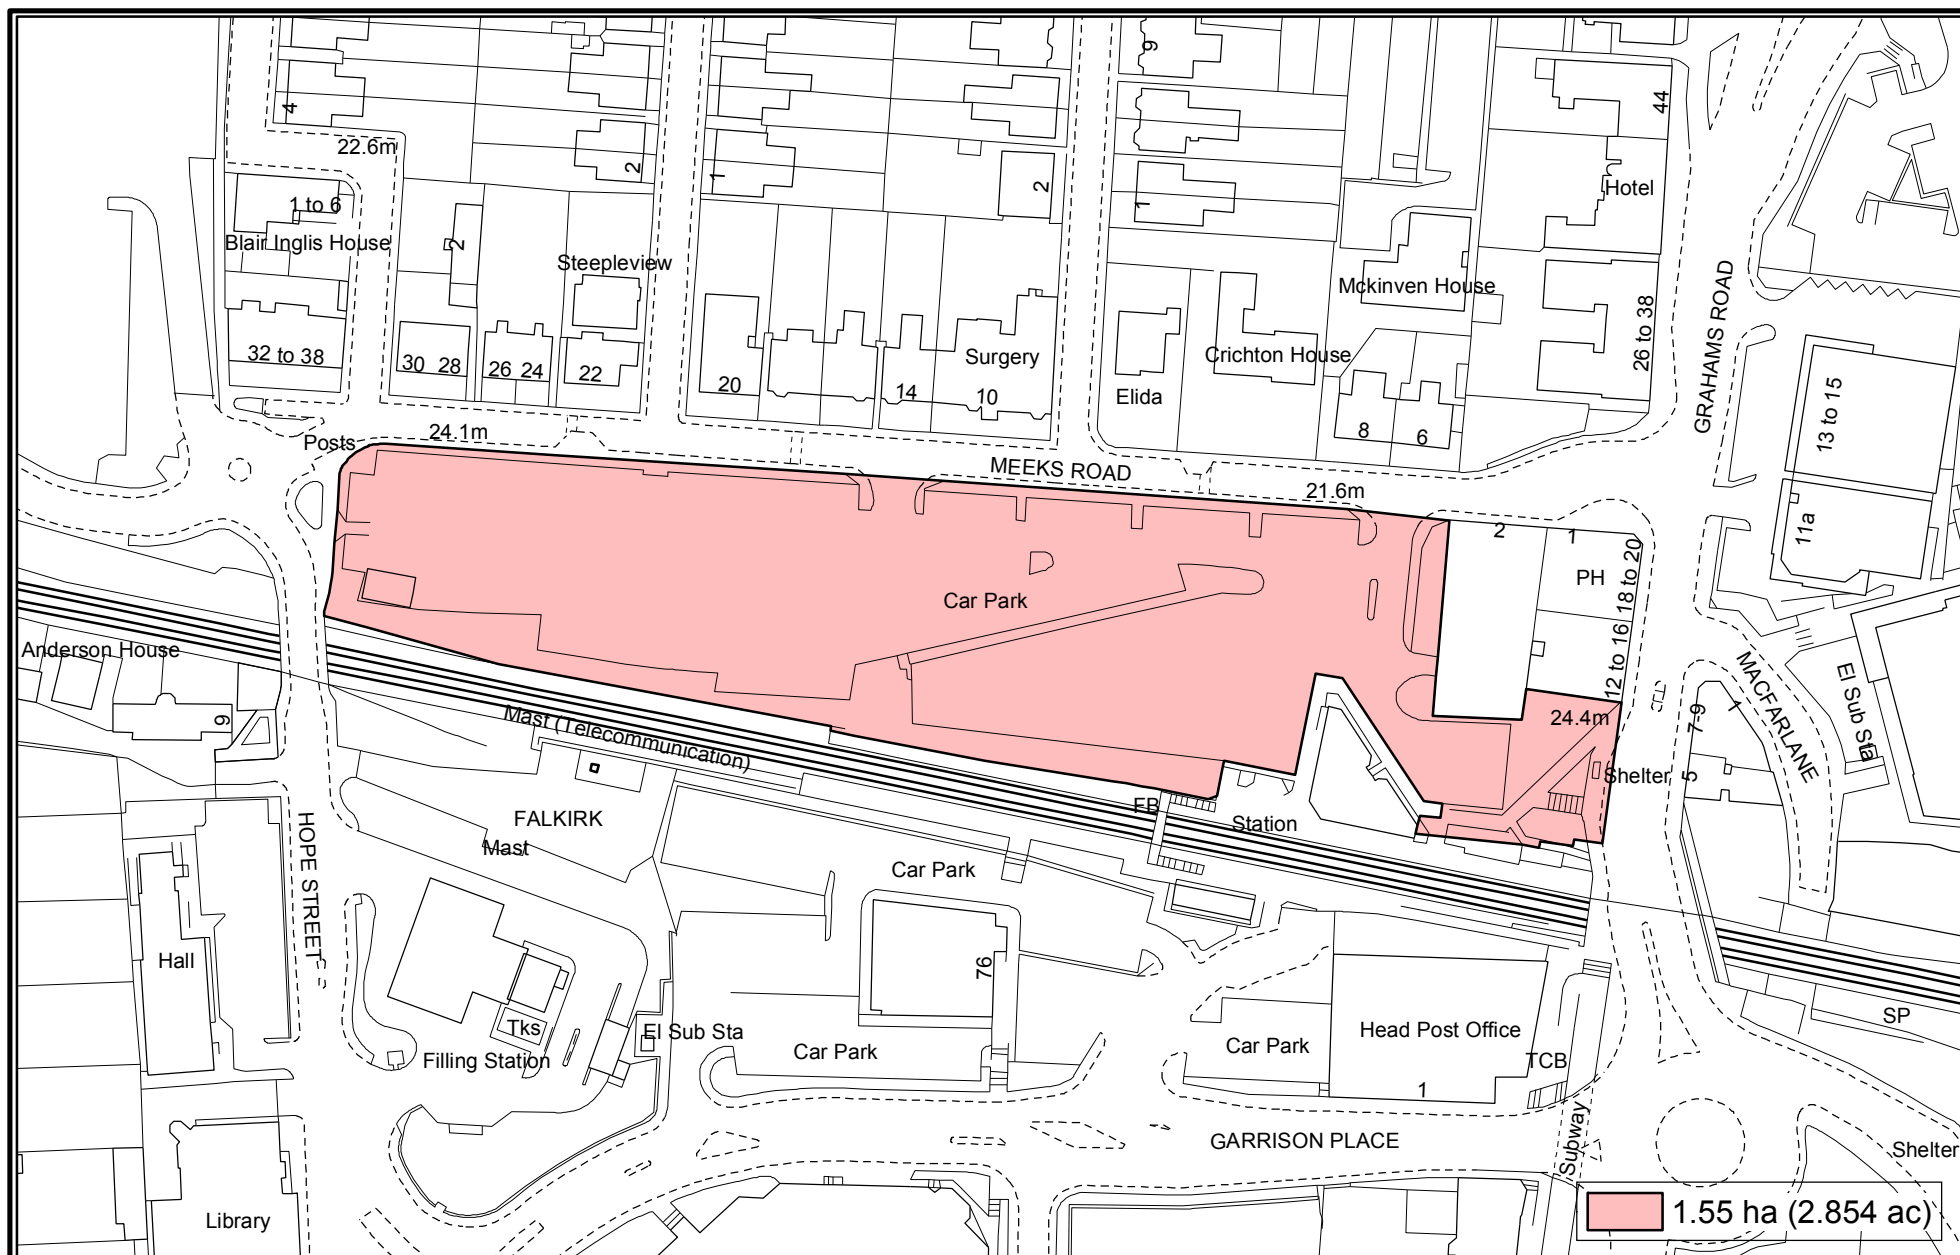 9
4
44
22.6m
2
1
2
1
Hotel
1 to 6
Blair Inglis House
2
Steepleview
Mckinven House
GRAHAMS ROAD
26 to 38
32 to 38
30 28
26 24
22
20
14
Surgery
10
Elida
Crichton House
8
6
13 to 15
Posts
24.1m
MEEKS ROAD
21.6m
2
1
11a
PH
18 to 20
Car Park
12 to 16
Anderson House
9
Mast (Telecommunication)
24.4m
7-9
1
MACFARLANE
El Sub Sta
5
Shelter
FB
Station
FALKIRK
Mast
HOPE STREET
Car Park
Hall
76
Tks
El Sub Sta
Filling Station
Car Park
Car Park
Head Post Office
1
TCB
SP
Subway
GARRISON PLACE
Shelter
Library
1.55 ha (2.854 ac)